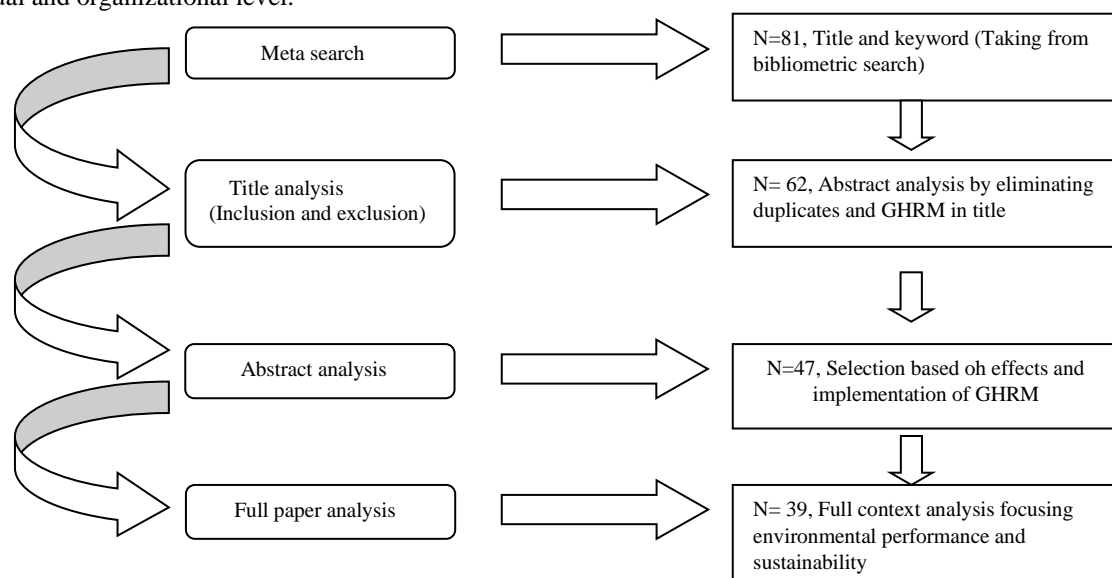 ual and organizational level.
Meta search
N=81, Title and keyword (Taking from
bibliometric search)
Title analysis
(Inclusion and exclusion)
N= 62, Abstract analysis by eliminating
duplicates and GHRM in title
Abstract analysis
N=47, Selection based oh effects and
implementation of GHRM
Full paper analysis
N= 39, Full context analysis focusing
environmental performance and
sustainability